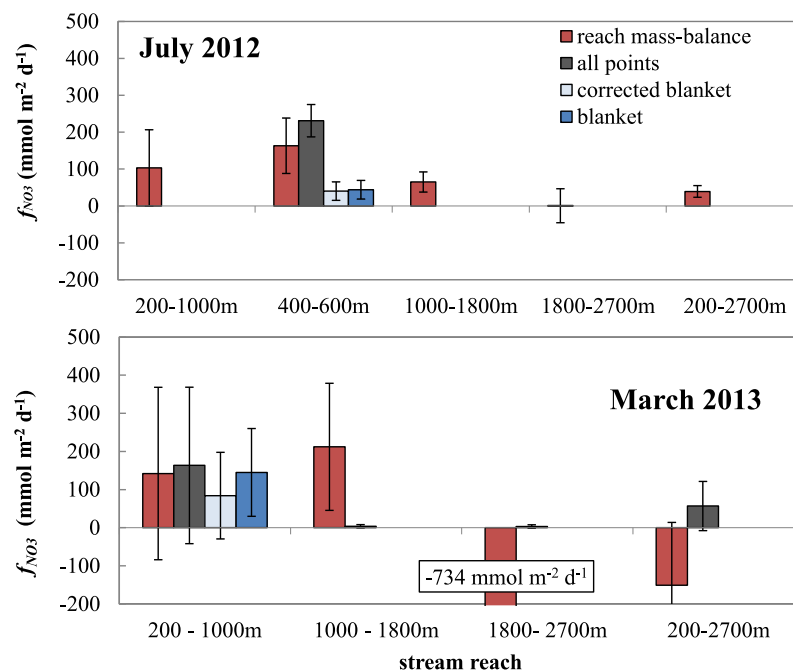 July 2012
reach mass-balance
all points
corrected blanket
blanket
f_NO3 (mmol m⁻² d⁻¹)
500
400
300
200
100
0
-100
-200
200-1000m 400-600m 1000-1800m 1800-2700m 200-2700m
March 2013
f_NO3 (mmol m⁻² d⁻¹)
500
400
300
200
100
0
-100
-200
-734 mmol m⁻² d⁻¹
200 - 1000m 1000 - 1800m 1800- 2700m 200-2700m
stream reach